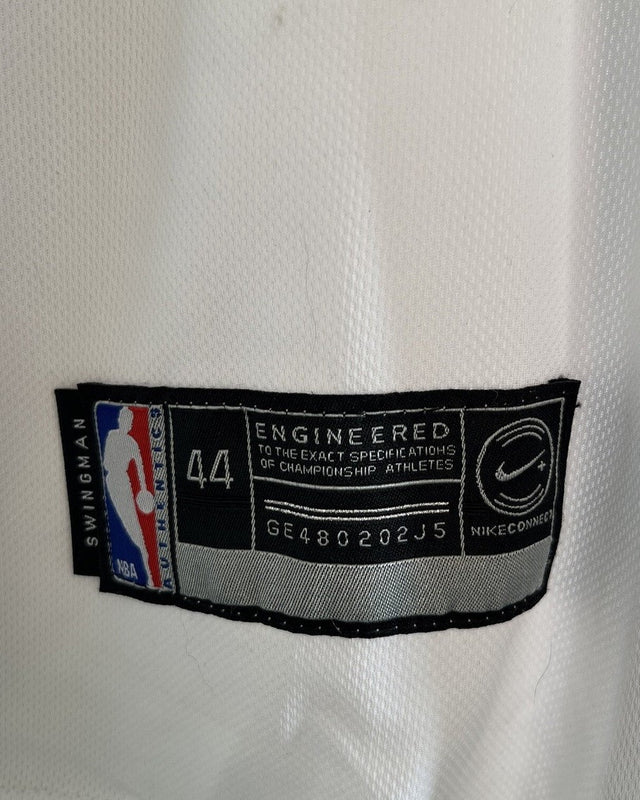 SWINGMAN
NBA
AUTHENTICS
44
ENGINEERED
TO THE EXACT SPECIFICATIONS
OF CHAMPIONSHIP ATHLETES
GE480202J5
NIKECONNECT